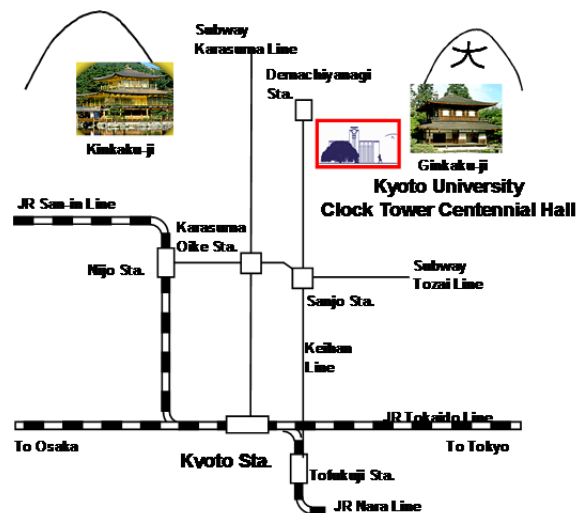 Subway
Karasuma Line
大
Demachiyanagi
Sta.
Kinkaku-ji
Ginkaku-ji
Kyoto University
Clock Tower Centennial Hall
JR San-in Line
Karasuma
Oike Sta.
Nijo Sta.
Subway
Tozai Line
Sanjo Sta.
Keihan
Line
JR Tokaido Line
To Osaka
To Tokyo
Kyoto Sta.
Tofukuji Sta.
JR Nara Line